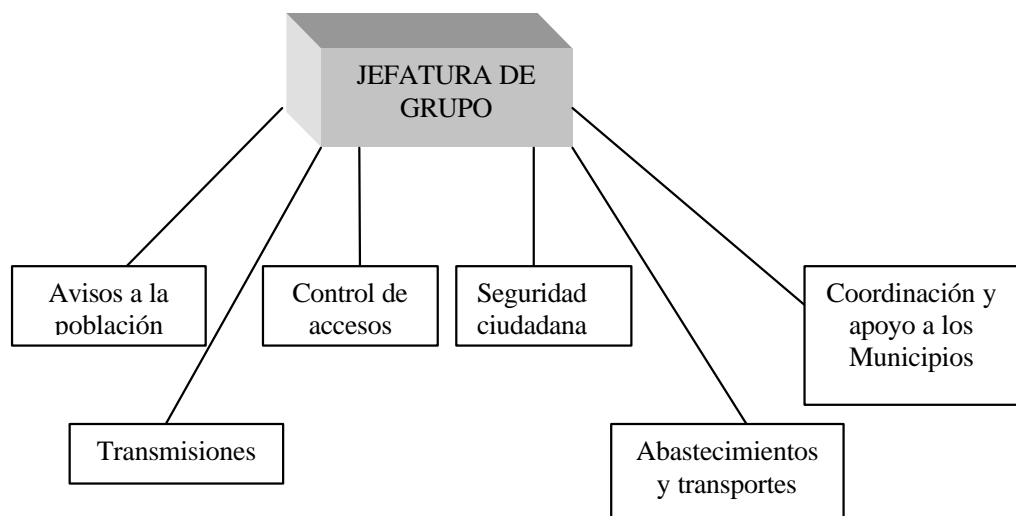 JEFATURA DE
GRUPO
Avisos a la
población
Control de
accesos
Seguridad
ciudadana
Coordinación y
apoyo a los
Municipios
Transmisiones
Abastecimientos
y transportes